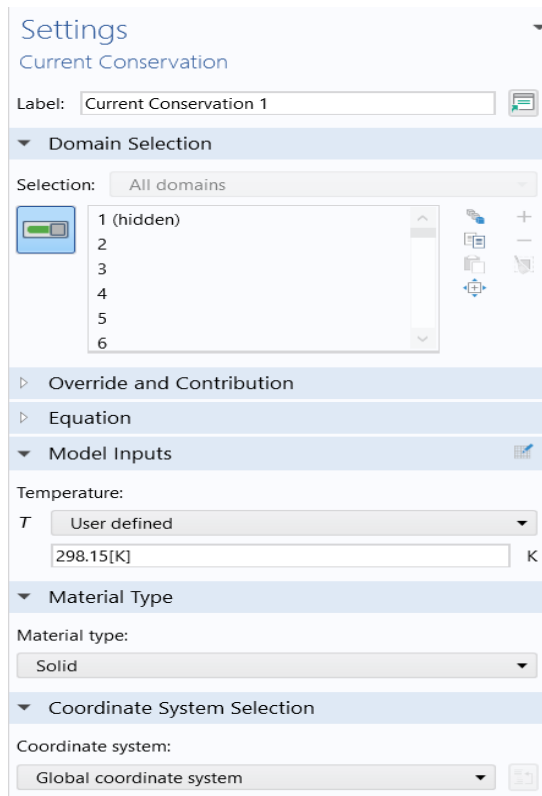 Settings
Current Conservation
Label: Current Conservation 1
Domain Selection
Selection: All domains
1 (hidden)
2
3
4
5
6
Override and Contribution
Equation
Model Inputs
Temperature:
T User defined
298.15[K] K
Material Type
Material type:
Solid
Coordinate System Selection
Coordinate system:
Global coordinate system